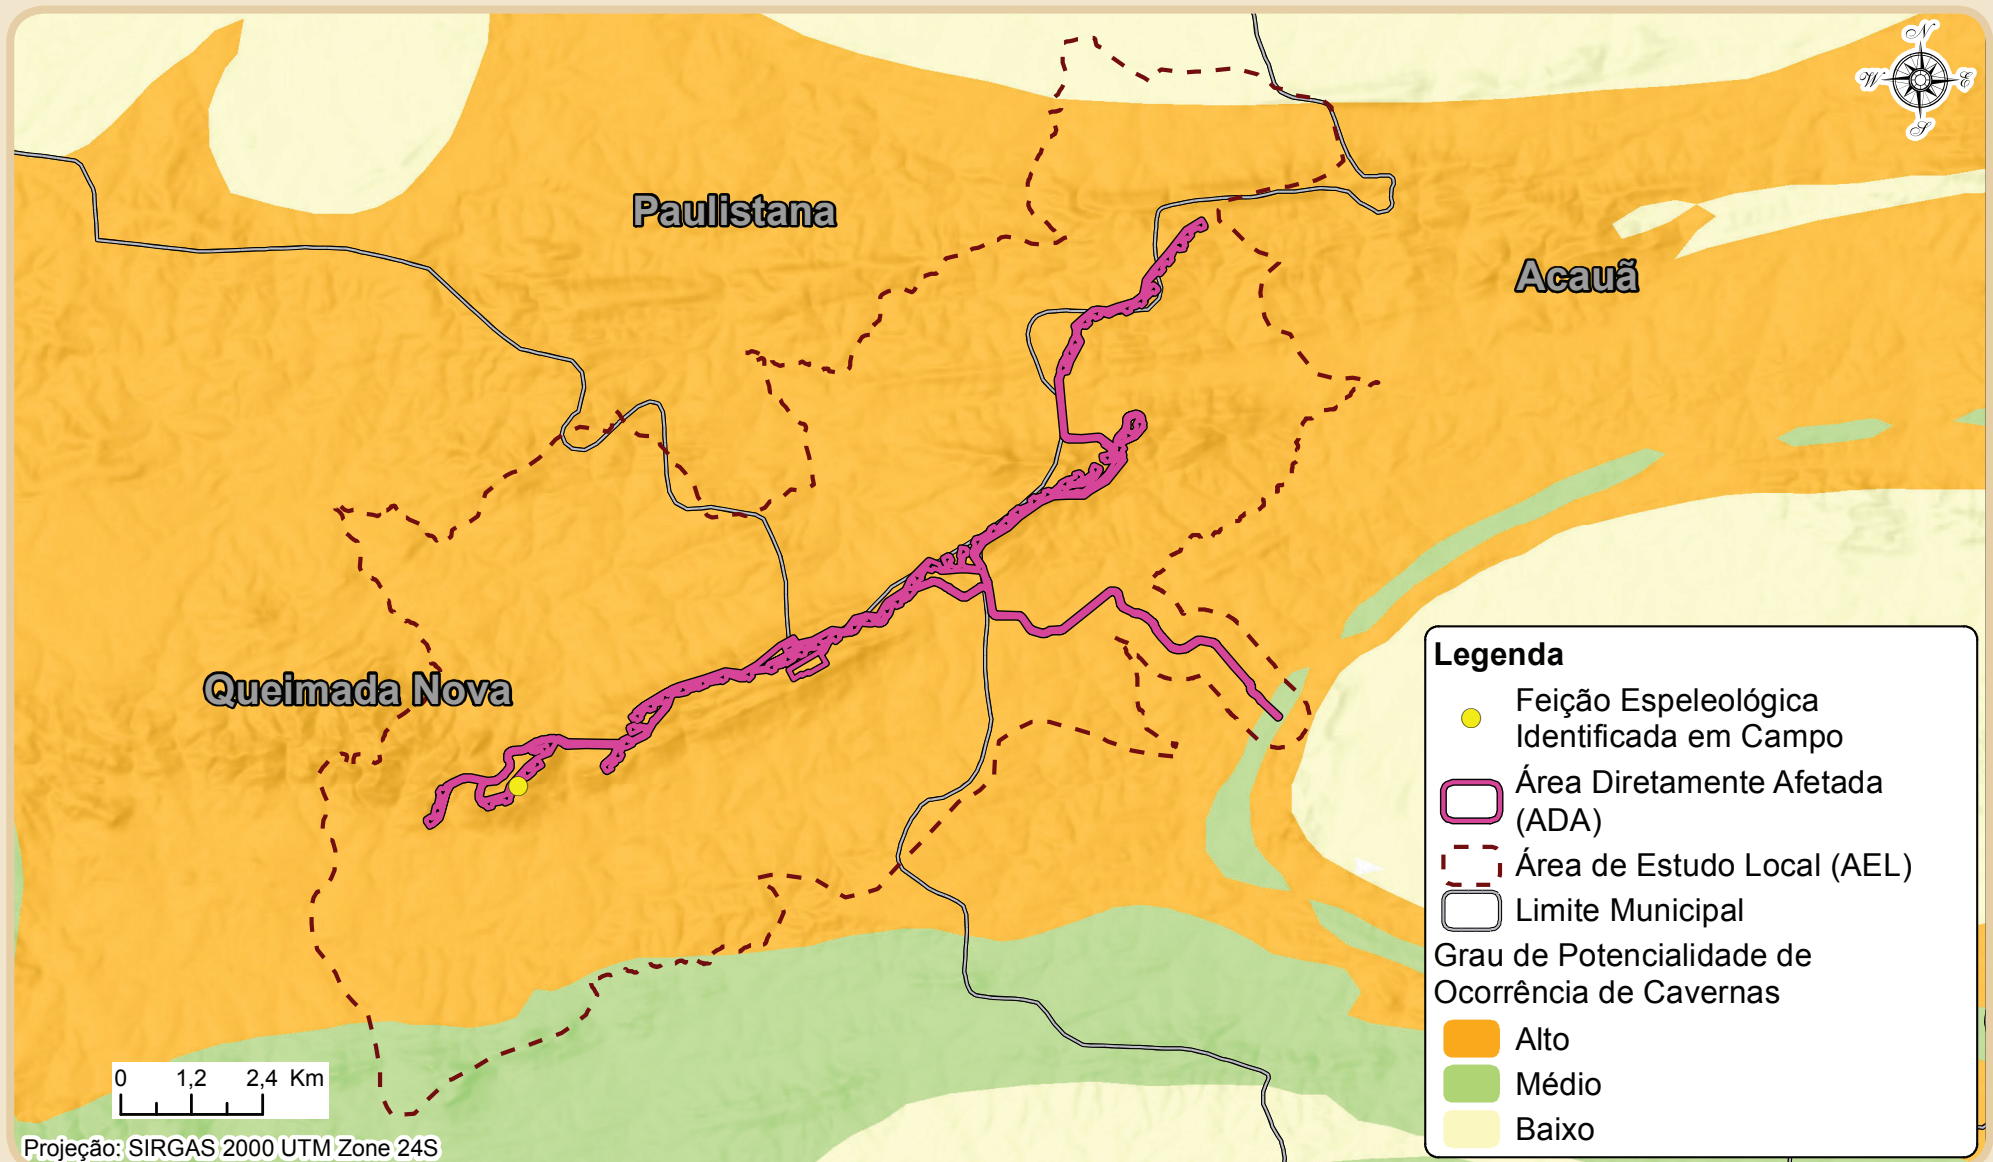 N
W E
S
Paulistana
Acauã
Queimada Nova
Legenda
Feição Espeleológica
Identificada em Campo
Área Diretamente Afetada
(ADA)
Área de Estudo Local (AEL)
Limite Municipal
Grau de Potencialidade de
Ocorrência de Cavernas
Alto
Médio
Baixo
0 1,2 2,4 Km
Projeção: SIRGAS 2000 UTM Zone 24S